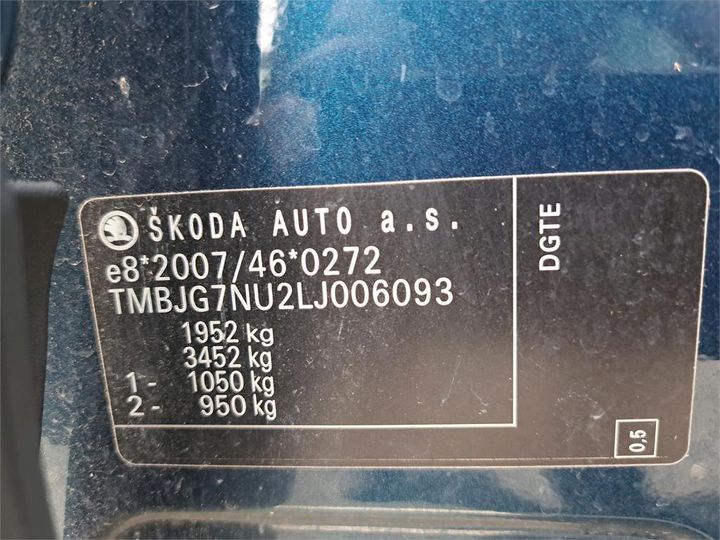 ŠKODA AUTO a.s.
e8*2007/46*0272
TMBJG7NU2LJ006093
1952 kg
3452 kg
1 - 1050 kg
2 - 950 kg
DGTE
0,5